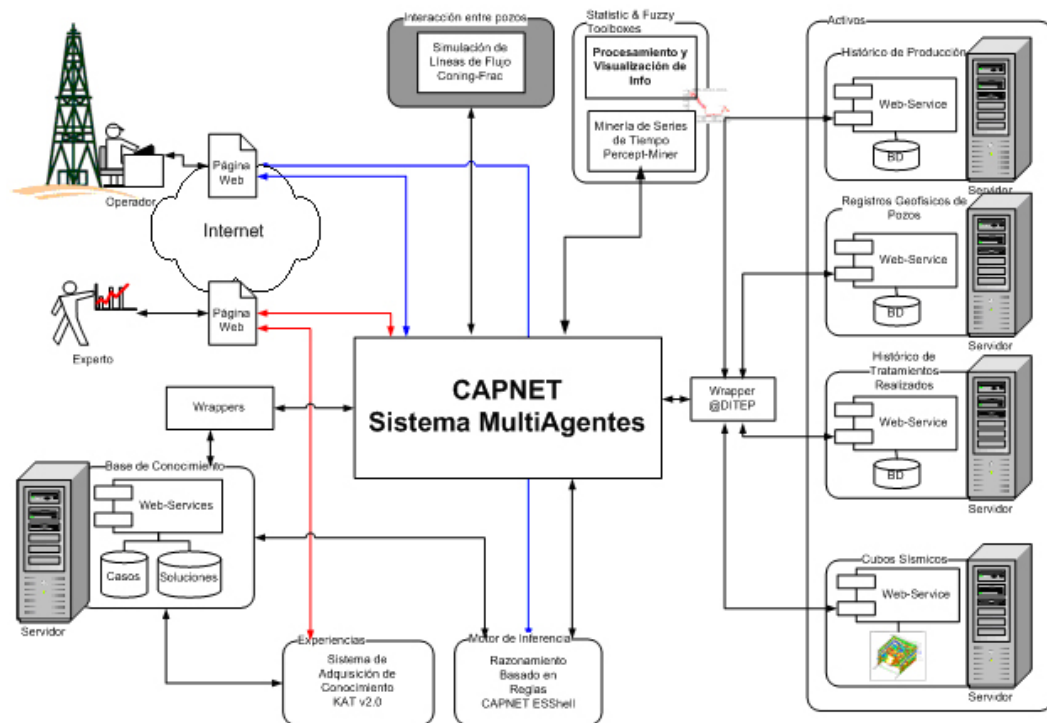 Interacción entre pozos
Simulación de
Líneas de Flujo
Coning-Frac
Statistic & Fuzzy
Toolboxes
Procesamiento y
Visualización de
Info
Minería de Series
de Tiempo
Percept-Miner
Activos
Histórico de Producción
Web-Service
BD
Servidor
Registros Geofísicos de
Pozos
Web-Service
BD
Servidor
Histórico de
Tratamientos
Realizados
Web-Service
BD
Servidor
Cubos Sísmicos
Web-Service
Servidor
Operador
Página
Web
Internet
Página
Web
Experto
CAPNET
Sistema MultiAgentes
Wrapper
@DITEP
Wrappers
Base de Conocimiento
Web-Services
Casos
Soluciones
Servidor
Experiencias
Sistema de
Adquisición de
Conocimiento
KAT v2.0
Motor de Inferencia
Razonamiento
Basado en
Reglas
CAPNET ESShell